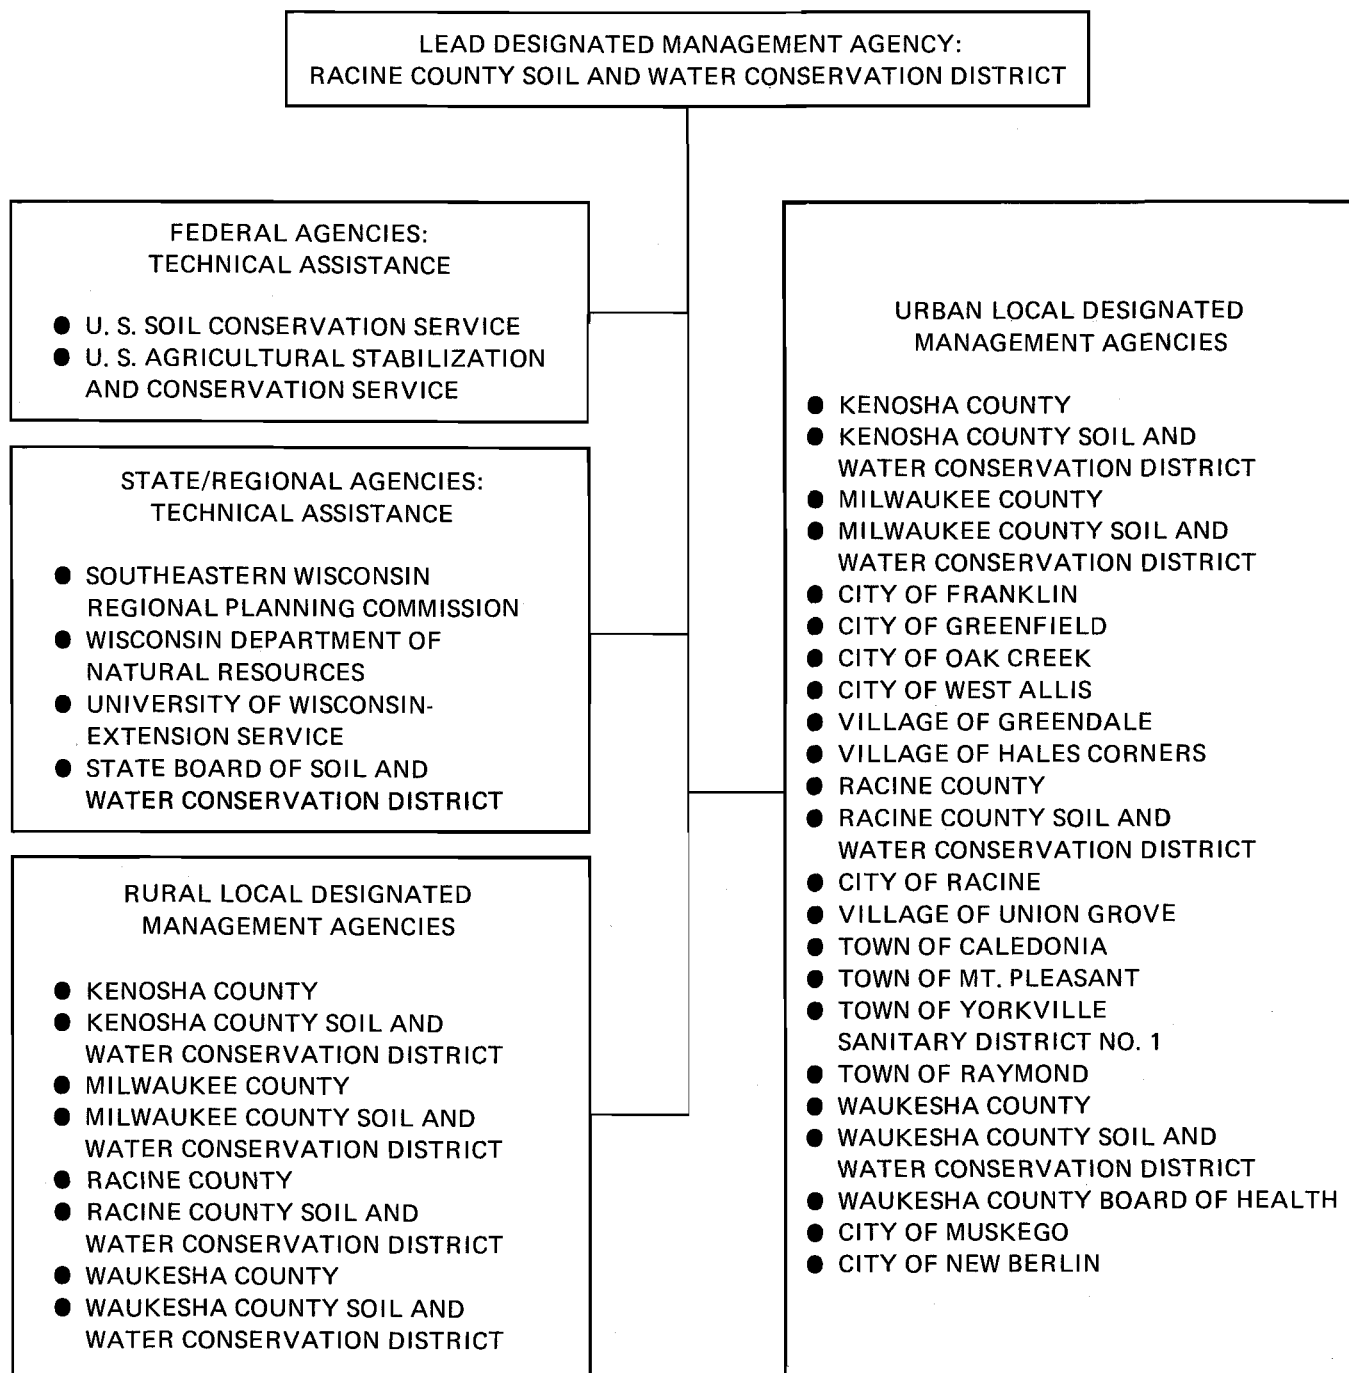 LEAD DESIGNATED MANAGEMENT AGENCY:
RACINE COUNTY SOIL AND WATER CONSERVATION DISTRICT
FEDERAL AGENCIES:
TECHNICAL ASSISTANCE
● U. S. SOIL CONSERVATION SERVICE
● U. S. AGRICULTURAL STABILIZATION
AND CONSERVATION SERVICE
STATE/REGIONAL AGENCIES:
TECHNICAL ASSISTANCE
● SOUTHEASTERN WISCONSIN
REGIONAL PLANNING COMMISSION
● WISCONSIN DEPARTMENT OF
NATURAL RESOURCES
● UNIVERSITY OF WISCONSIN-
EXTENSION SERVICE
● STATE BOARD OF SOIL AND
WATER CONSERVATION DISTRICT
RURAL LOCAL DESIGNATED
MANAGEMENT AGENCIES
● KENOSHA COUNTY
● KENOSHA COUNTY SOIL AND
WATER CONSERVATION DISTRICT
● MILWAUKEE COUNTY
● MILWAUKEE COUNTY SOIL AND
WATER CONSERVATION DISTRICT
● RACINE COUNTY
● RACINE COUNTY SOIL AND
WATER CONSERVATION DISTRICT
● WAUKESHA COUNTY
● WAUKESHA COUNTY SOIL AND
WATER CONSERVATION DISTRICT
URBAN LOCAL DESIGNATED
MANAGEMENT AGENCIES
● KENOSHA COUNTY
● KENOSHA COUNTY SOIL AND
WATER CONSERVATION DISTRICT
● MILWAUKEE COUNTY
● MILWAUKEE COUNTY SOIL AND
WATER CONSERVATION DISTRICT
● CITY OF FRANKLIN
● CITY OF GREENFIELD
● CITY OF OAK CREEK
● CITY OF WEST ALLIS
● VILLAGE OF GREENDALE
● VILLAGE OF HALES CORNERS
● RACINE COUNTY
● RACINE COUNTY SOIL AND
WATER CONSERVATION DISTRICT
● CITY OF RACINE
● VILLAGE OF UNION GROVE
● TOWN OF CALEDONIA
● TOWN OF MT. PLEASANT
● TOWN OF YORKVILLE
SANITARY DISTRICT NO. 1
● TOWN OF RAYMOND
● WAUKESHA COUNTY
● WAUKESHA COUNTY SOIL AND
WATER CONSERVATION DISTRICT
● WAUKESHA COUNTY BOARD OF HEALTH
● CITY OF MUSKEGO
● CITY OF NEW BERLIN